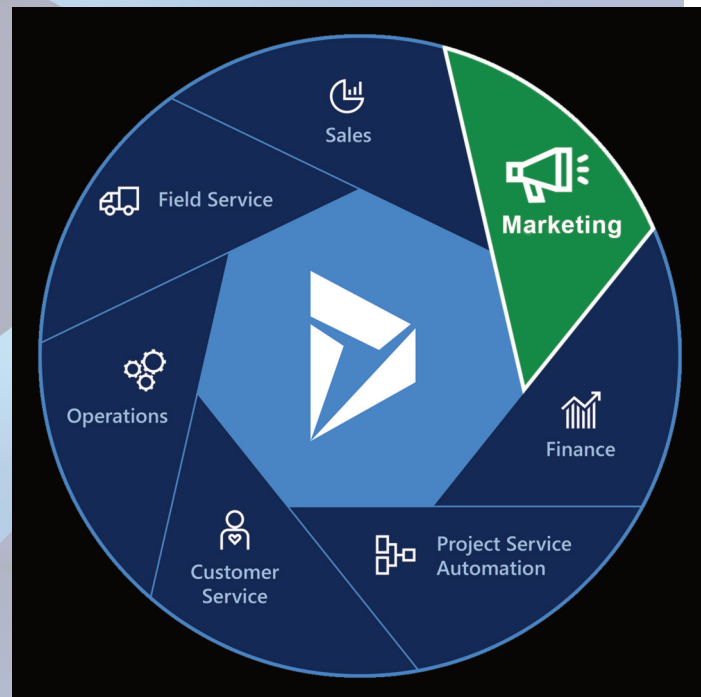 Sales
Marketing
Field Service
Operations
Finance
Customer
Service
Project Service
Automation